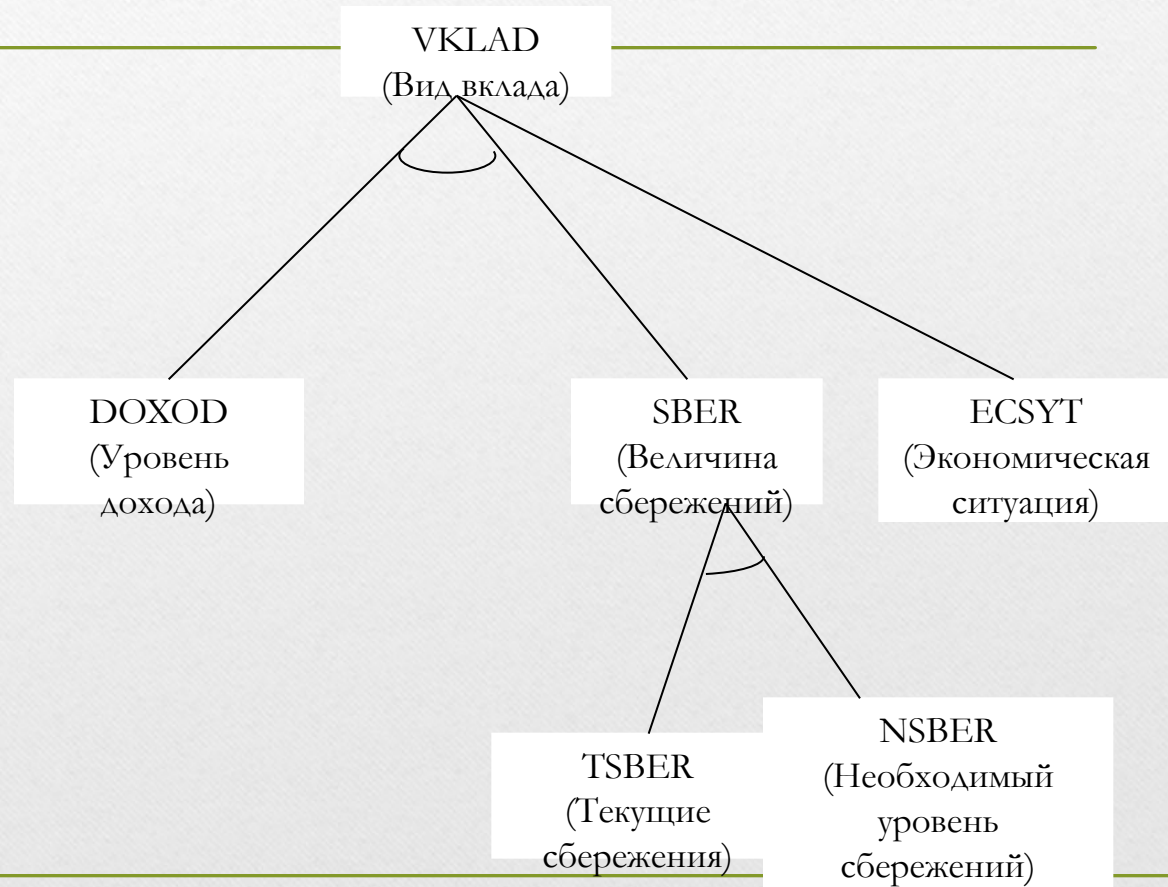 VKLAD
(Вид вклада)
DOXOD
(Уровень
дохода)
SBER
(Величина
сбережений)
ECSYT
(Экономическая
ситуация)
TSBER
(Текущие
сбережения)
NSBER
(Необходимый
уровень
сбережений)